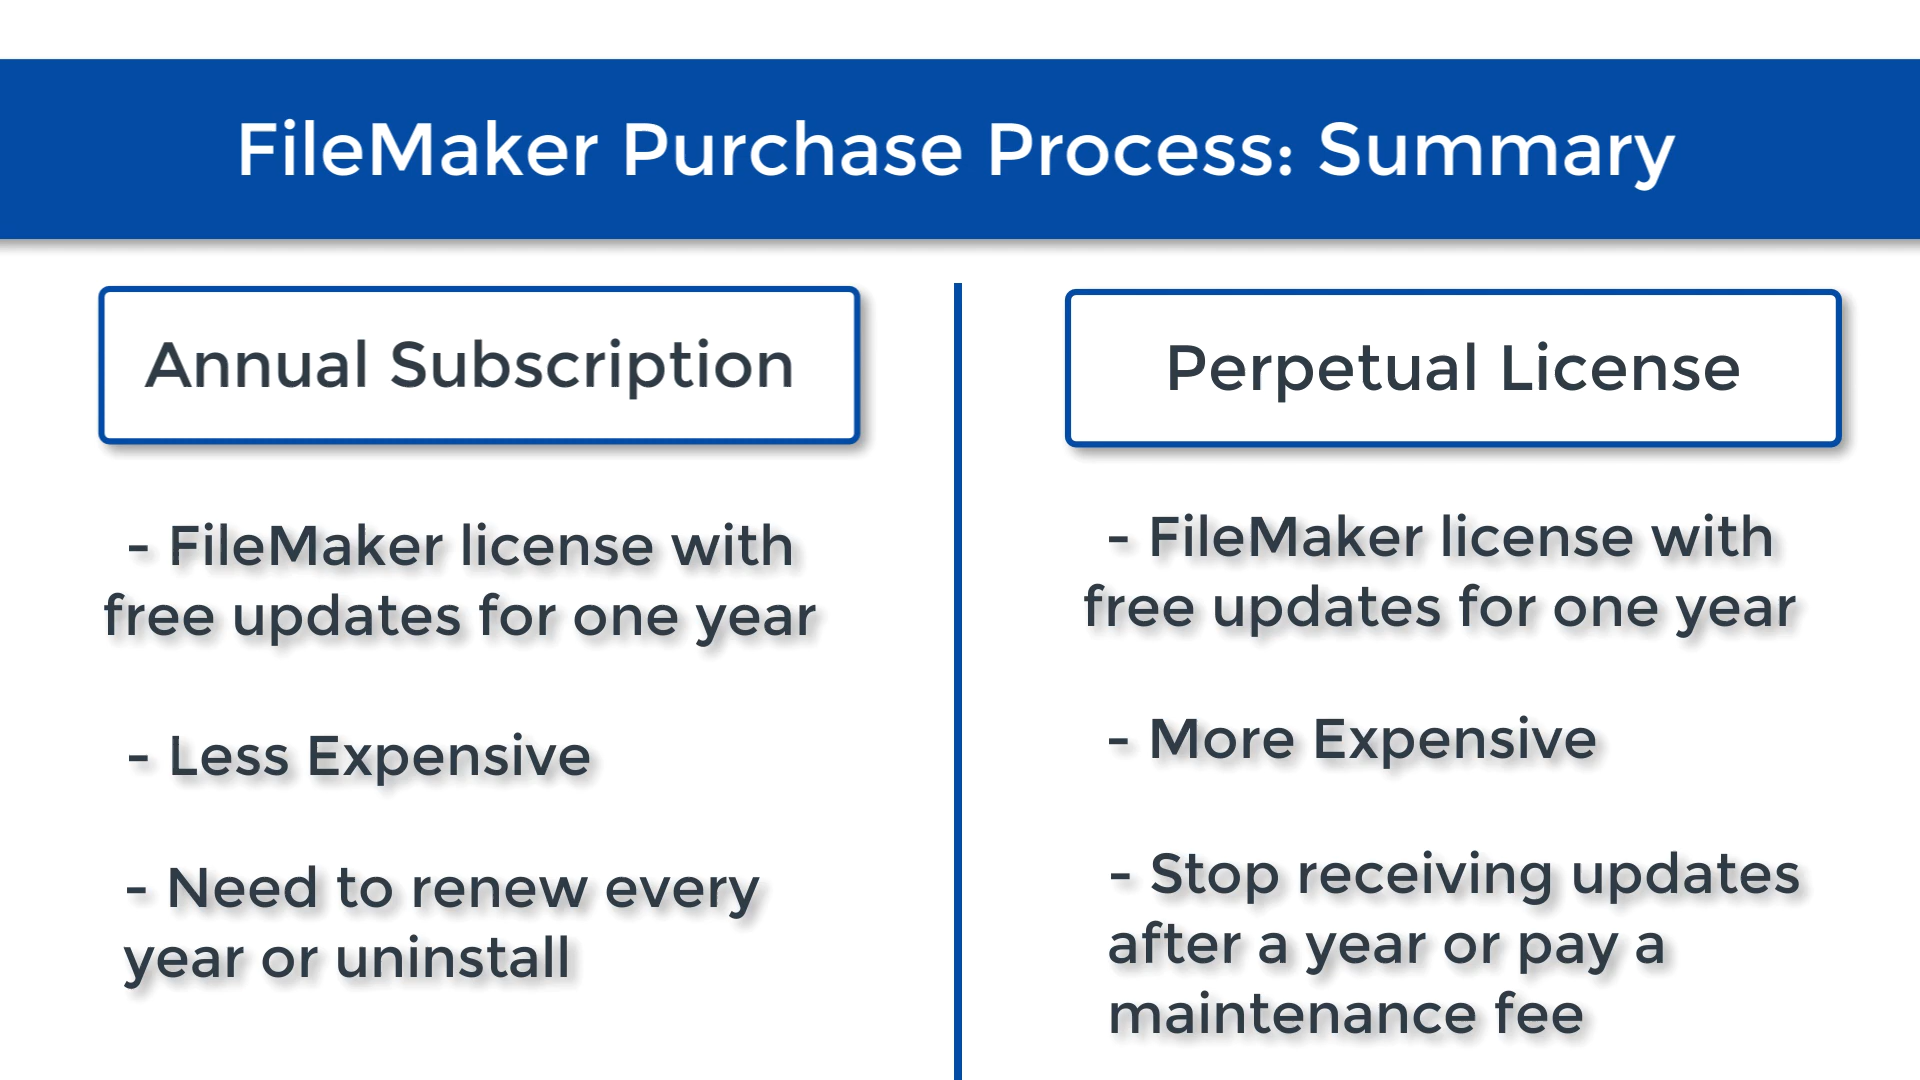 FileMaker Purchase Process: Summary
Annual Subscription
- FileMaker license with
free updates for one year
- Less Expensive
- Need to renew every
year or uninstall
Perpetual License
- FileMaker license with
free updates for one year
- More Expensive
- Stop receiving updates
after a year or pay a
maintenance fee